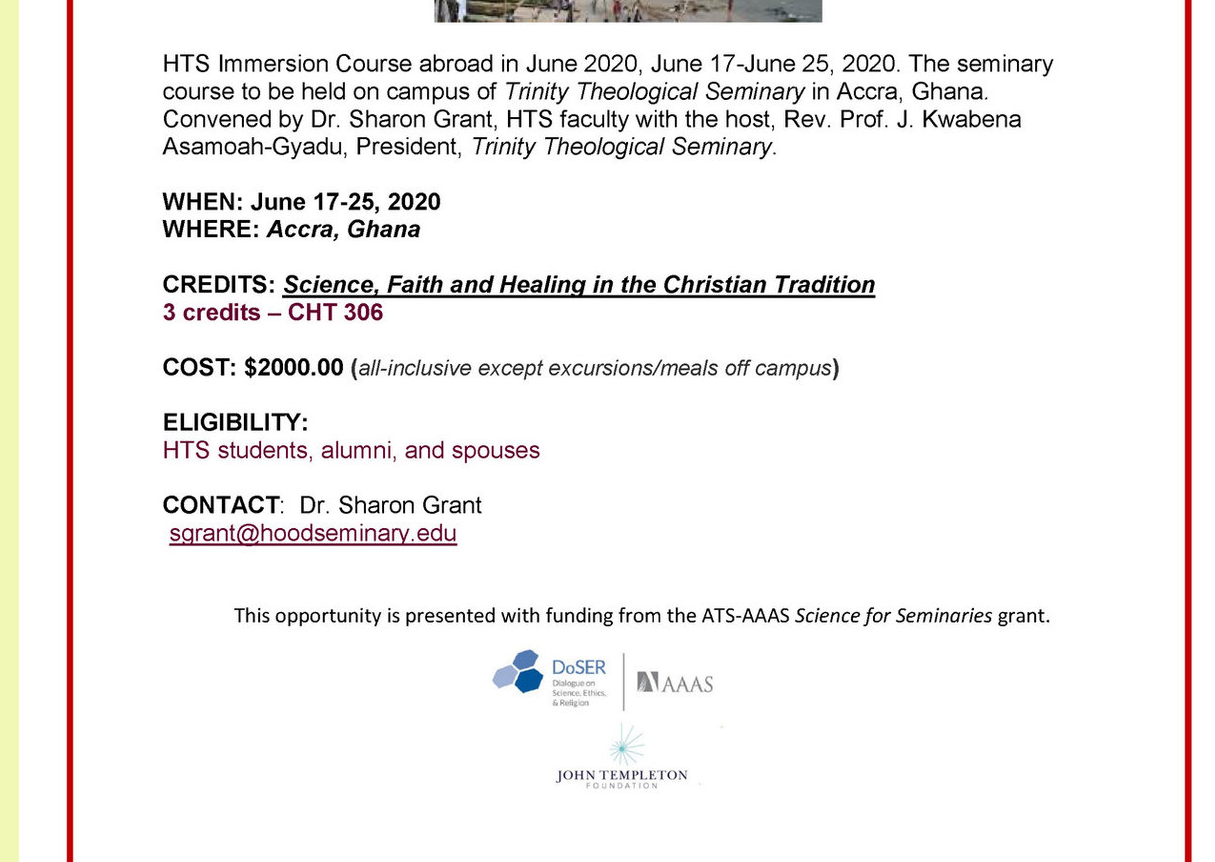 HTS Immersion Course abroad in June 2020, June 17-June 25, 2020. The seminary
course to be held on campus of Trinity Theological Seminary in Accra, Ghana.
Convened by Dr. Sharon Grant, HTS faculty with the host, Rev. Prof. J. Kwabena
Asamoah-Gyadu, President, Trinity Theological Seminary.
WHEN: June 17-25, 2020
WHERE: Accra, Ghana
CREDITS: Science, Faith and Healing in the Christian Tradition
3 credits – CHT 306
COST: $2000.00 (all-inclusive except excursions/meals off campus)
ELIGIBILITY:
HTS students, alumni, and spouses
CONTACT:  Dr. Sharon Grant
sgrant@hoodseminary.edu
This opportunity is presented with funding from the ATS-AAAS Science for Seminaries grant.
DoSER
Dialogue on
Science, Ethics,
& Religion
AAAS
JOHN TEMPLETON
FOUNDATION